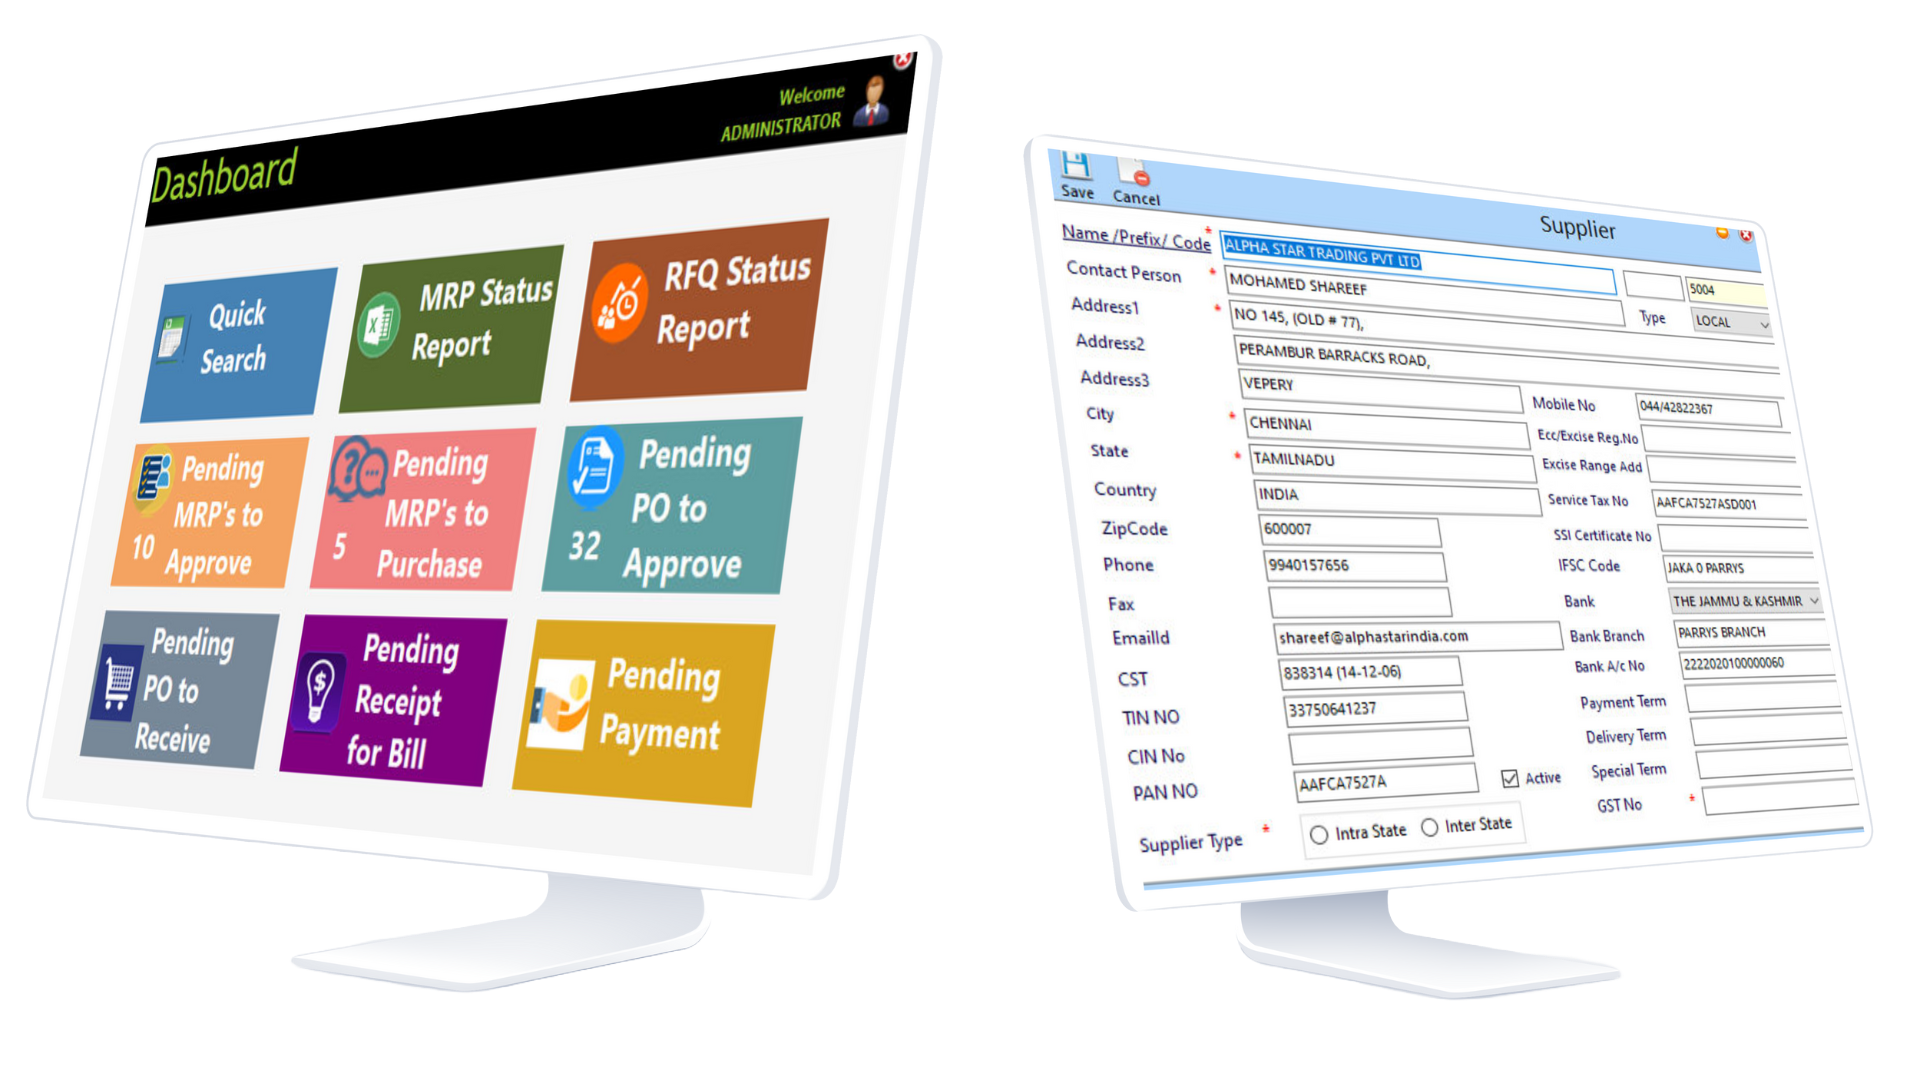 Dashboard
Welcome
ADMINISTRATOR
Quick
Search
MRP Status
Report
RFQ Status
Report
Pending
MRP's to
10
Approve
Pending
MRP's to
5
Purchase
Pending
PO to
32
Approve
Pending
PO to
Receive
Pending
Receipt
for Bill
Pending
Payment
Save
Cancel
Supplier
Name /Prefix/ Code * ALPHA STAR TRADING PVT LTD 5004
Contact Person * MOHAMED SHAREEF Type LOCAL
Address1 * NO 145, (OLD # 77),
Address2 PERAMBUR BARRACKS ROAD,
Address3 VEPERY Mobile No 044/42822367
City * CHENNAI Ecc/Excise Reg.No
State * TAMILNADU Excise Range Add
Country INDIA Service Tax No AAFCA7527ASD001
ZipCode 600007 SSI Certificate No
Phone 9940157656 IFSC Code JAKA 0 PARRYS
Fax Bank THE JAMMU & KASHMIR
EmailId shareef@alphastarindia.com Bank Branch PARRYS BRANCH
CST 838314 (14-12-06) Bank A/c No 2222020100000060
TIN NO 33750641237 Payment Term
CIN No Delivery Term
PAN NO AAFCA7527A Active Special Term
Supplier Type * Intra State Inter State GST No *